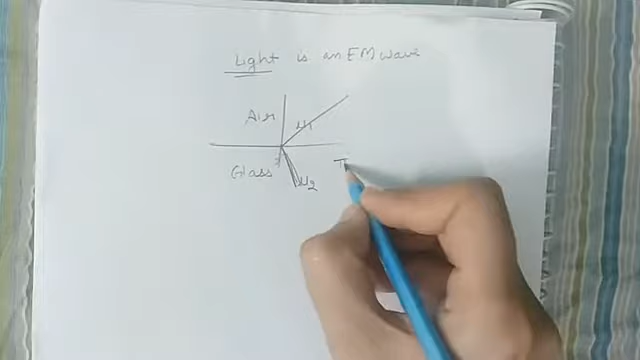 Light is an EM wave
Air
μ1
Glass
μ2
T